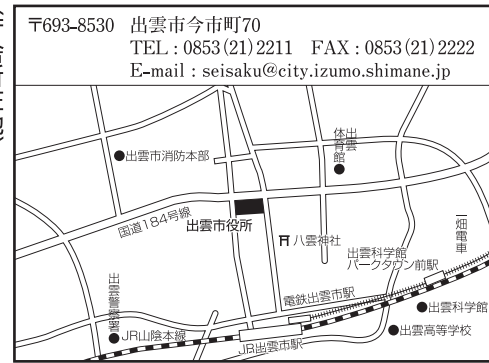 〒693-8530 出雲市今市町70
TEL : 0853(21)2211 FAX : 0853(21)2222
E-mail : seisaku@city.izumo.shimane.jp
出雲市消防本部
出雲体育館
国道184号線
出雲市役所
八雲神社
一畑電車
出雲科学館
パークタウン前駅
出雲警察署
電鉄出雲市駅
出雲科学館
JR山陰本線
出雲高等学校
JR出雲市駅